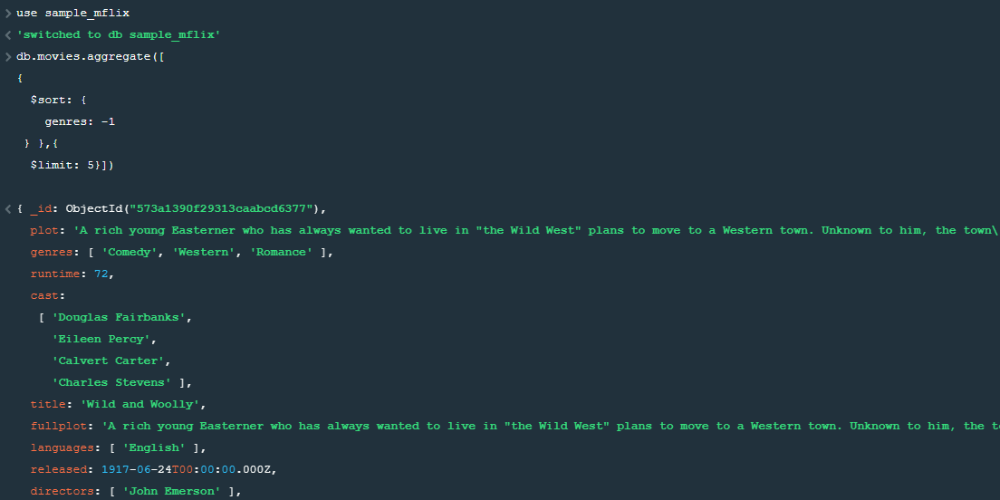 use sample_mflix
'switched to db sample_mflix'
db.movies.aggregate([
{
$sort: {
genres: -1
} },{
$limit: 5}])
{ _id: ObjectId("573a1390f29313caabcd6377"),
plot: 'A rich young Easterner who has always wanted to live in "the Wild West" plans to move to a Western town. Unknown to him, the town\
genres: [ 'Comedy', 'Western', 'Romance' ],
runtime: 72,
cast:
[ 'Douglas Fairbanks',
'Eileen Percy',
'Calvert Carter',
'Charles Stevens' ],
title: 'Wild and Woolly',
fullplot: 'A rich young Easterner who has always wanted to live in "the Wild West" plans to move to a Western town. Unknown to him, the t
languages: [ 'English' ],
released: 1917-06-24T00:00:00.000Z,
directors: [ 'John Emerson' ],